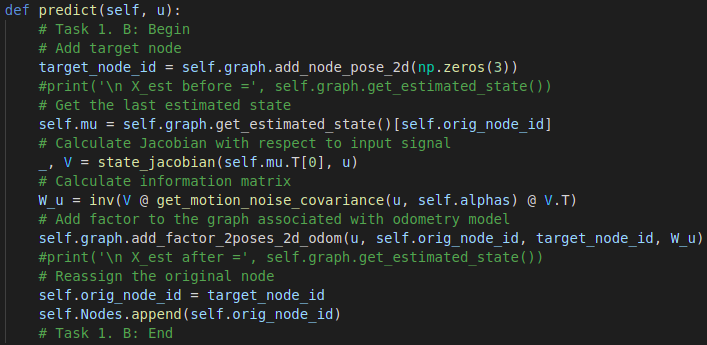 def predict(self, u):
    # Task 1. B: Begin
    # Add target node
    target_node_id = self.graph.add_node_pose_2d(np.zeros(3))
    #print('\n X_est before =', self.graph.get_estimated_state())
    # Get the last estimated state
    self.mu = self.graph.get_estimated_state()[self.orig_node_id]
    # Calculate Jacobian with respect to input signal
    _, V = state_jacobian(self.mu.T[0], u)
    # Calculate information matrix
    W_u = inv(V @ get_motion_noise_covariance(u, self.alphas) @ V.T)
    # Add factor to the graph associated with odometry model
    self.graph.add_factor_2poses_2d_odom(u, self.orig_node_id, target_node_id, W_u)
    #print('\n X_est after =', self.graph.get_estimated_state())
    # Reassign the original node
    self.orig_node_id = target_node_id
    self.Nodes.append(self.orig_node_id)
    # Task 1. B: End